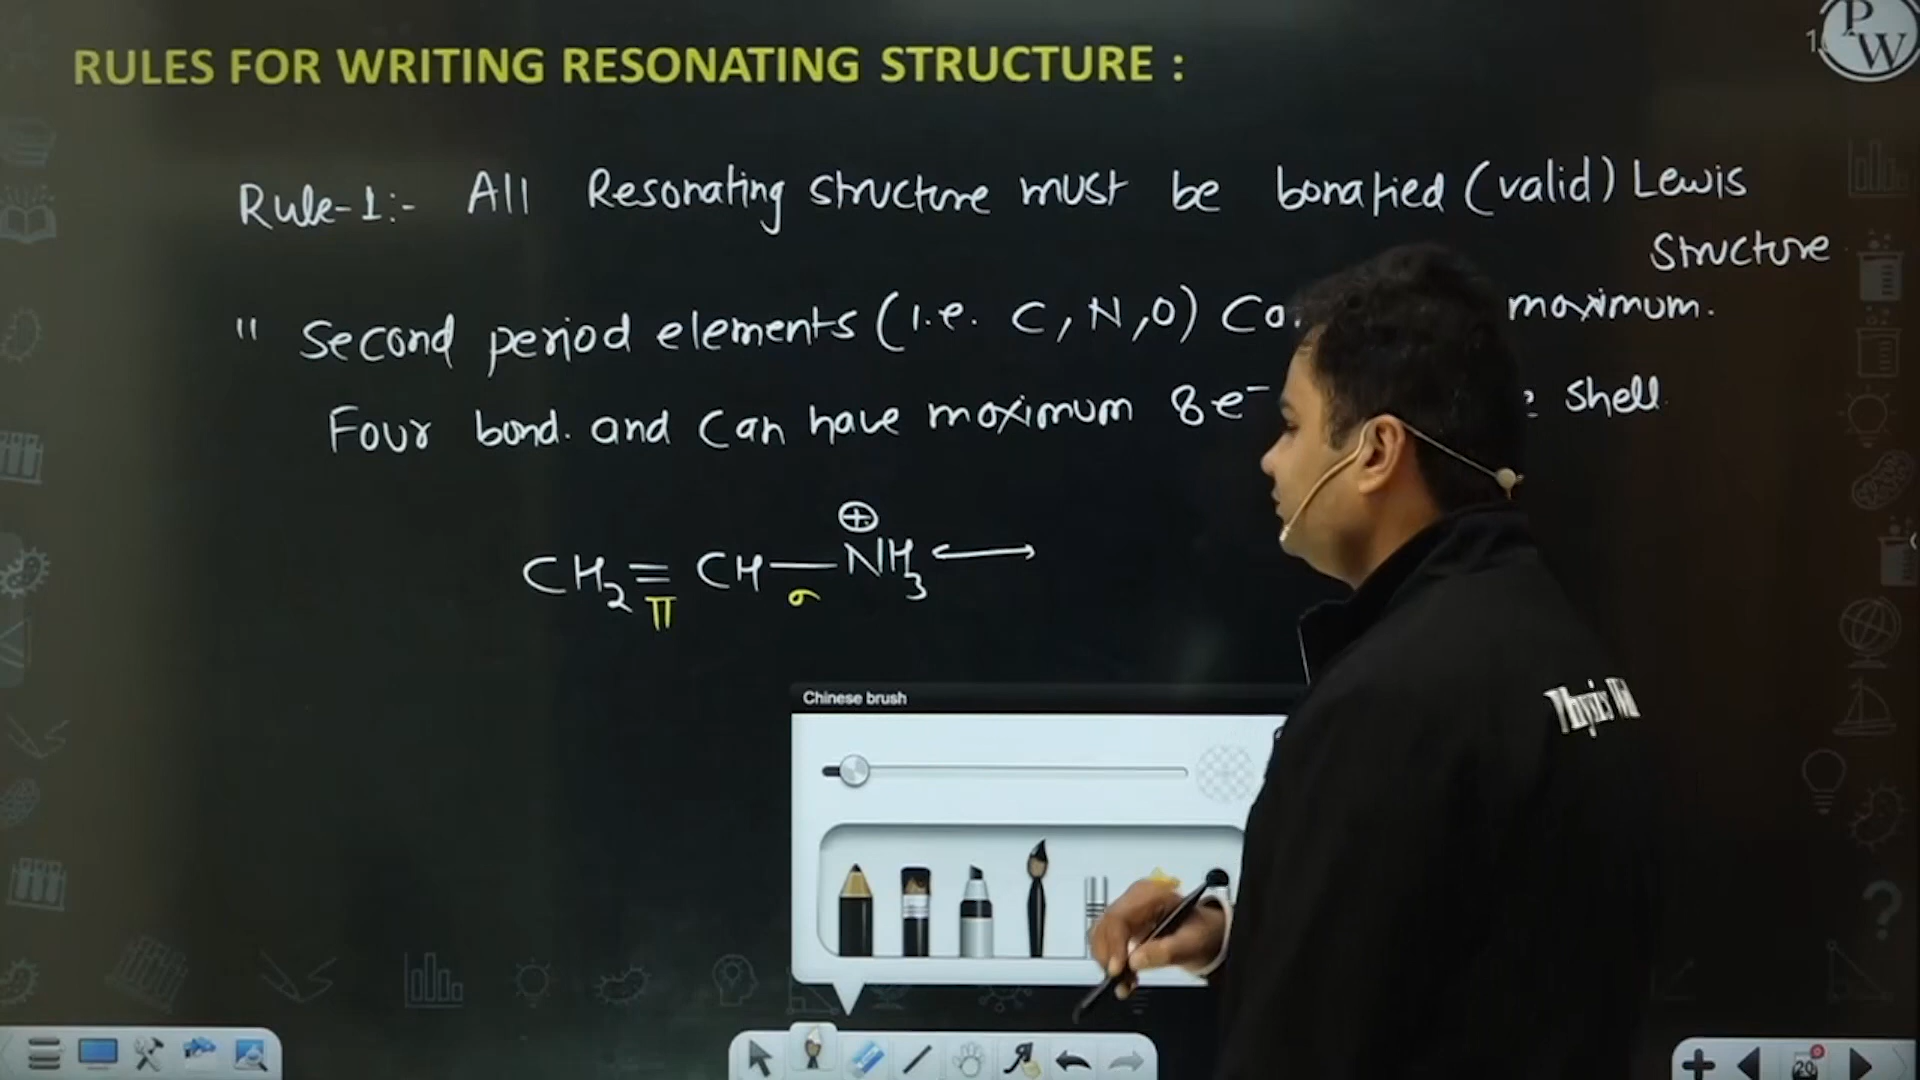 RULES FOR WRITING RESONATING STRUCTURE :
P
W
Rule-1:- All Resonating structure must be bonafied (valid) Lewis
structure
" Second period elements (i.e. C, N, O) maximum.
Four bond. and Can have maximum 8e⁻ shell.
⊕
CH₂ = CH — NH₃ ⟷
π σ
Chinese brush
20